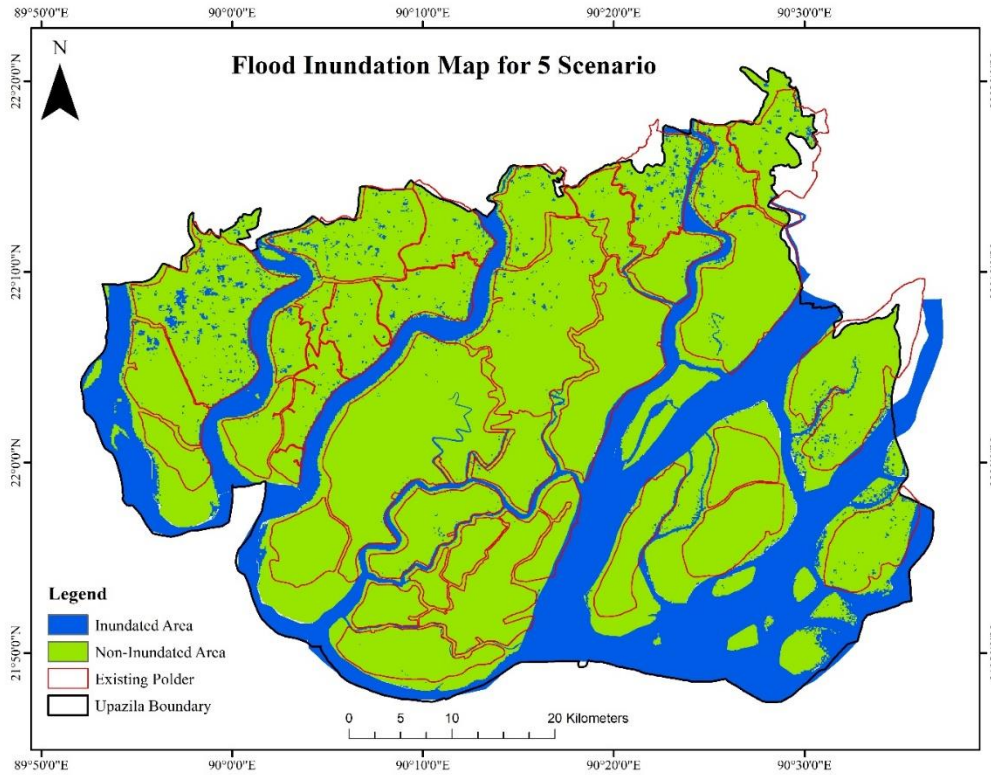 89°50'0"E 90°0'0"E 90°10'0"E 90°20'0"E 90°30'0"E
N
Flood Inundation Map for 5 Scenario
22°20'0"N
22°10'0"N
22°0'0"N
21°50'0"N
Legend
Inundated Area
Non-Inundated Area
Existing Polder
Upazila Boundary
0 5 10 20 Kilometers
89°50'0"E 90°0'0"E 90°10'0"E 90°20'0"E 90°30'0"E